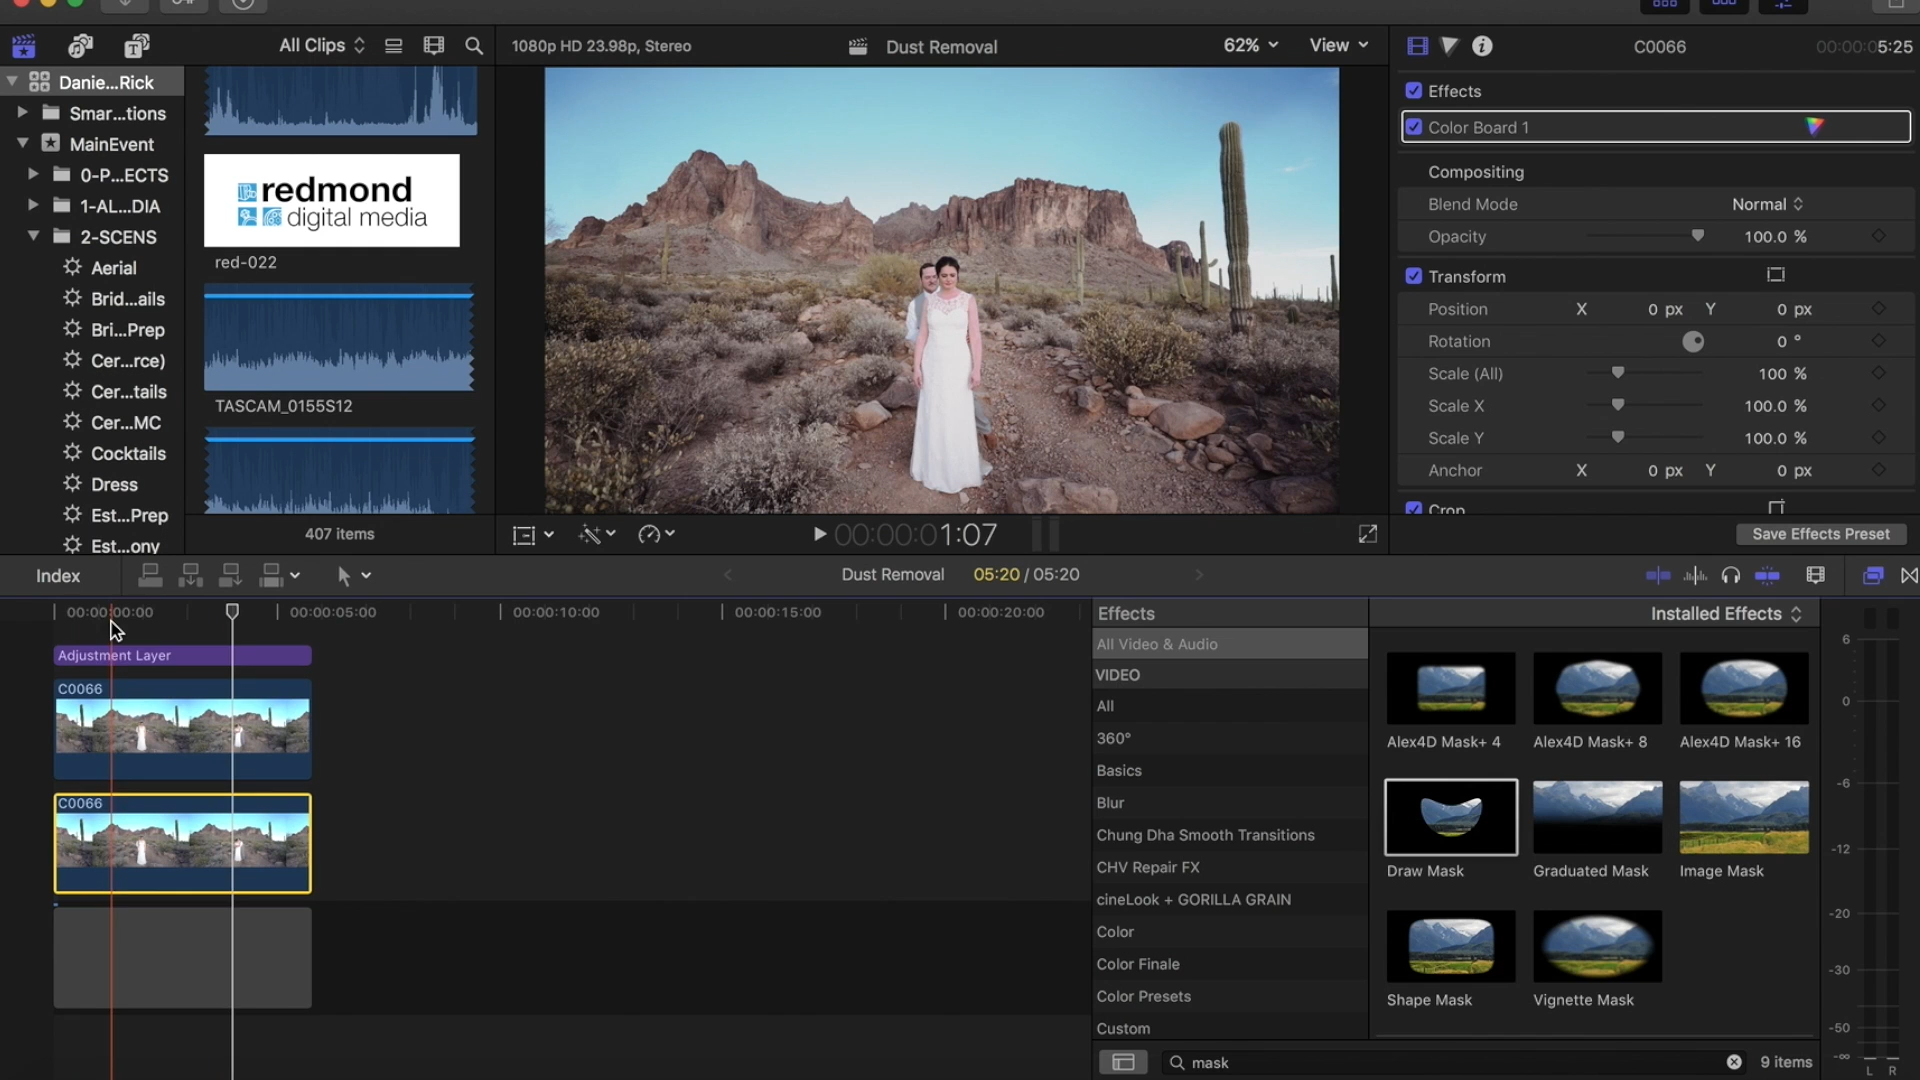 All Clips
1080p HD 23.98p, Stereo
Dust Removal
62%
View
C0066
00:00:05:25
Danie...Rick
Smar...tions
MainEvent
0-P...ECTS
1-AL...DIA
2-SCENS
Aerial
Brid...ails
Bri...Prep
Cer...rce)
Cer...tails
Cer...MC
Cocktails
Dress
Est...Prep
Est...ony
redmond
digital media
red-022
TASCAM_0155S12
407 items
00:00:01:07
Effects
Color Board 1
Compositing
Blend Mode Normal
Opacity 100.0 %
Transform
Position X 0 px Y 0 px
Rotation 0 °
Scale (All) 100 %
Scale X 100.0 %
Scale Y 100.0 %
Anchor X 0 px Y 0 px
Crop
Save Effects Preset
Index
Dust Removal 05:20 / 05:20
00:00:00:00 00:00:05:00 00:00:10:00 00:00:15:00 00:00:20:00
Adjustment Layer
C0066
C0066
Effects
Installed Effects
All Video & Audio
VIDEO
All
360°
Basics
Blur
Chung Dha Smooth Transitions
CHV Repair FX
cineLook + GORILLA GRAIN
Color
Color Finale
Color Presets
Custom
Alex4D Mask+ 4
Alex4D Mask+ 8
Alex4D Mask+ 16
Draw Mask
Graduated Mask
Image Mask
Shape Mask
Vignette Mask
mask
9 items
6
0
-6
-12
-20
-30
-50
-∞
L R